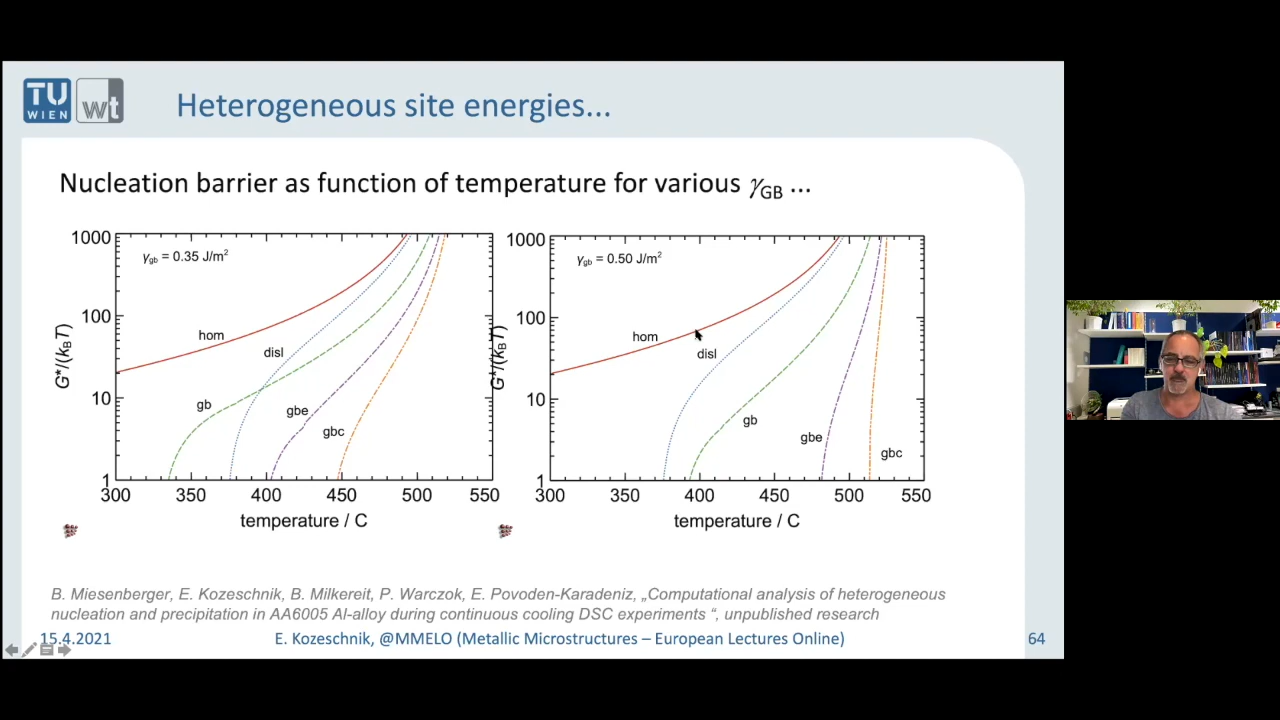 TU
WIEN
wt
Heterogeneous site energies...
Nucleation barrier as function of temperature for various γGB ...
1000
100
10
1
G*/(kBT)
γgb = 0.35 J/m2
hom
disl
gb
gbe
gbc
300
350
400
450
500
550
temperature / C
1000
100
10
1
G*/(kBT)
γgb = 0.50 J/m2
hom
disl
gb
gbe
gbc
300
350
400
450
500
550
temperature / C
B. Miesenberger, E. Kozeschnik, B. Milkereit, P. Warczok, E. Povoden-Karadeniz, „Computational analysis of heterogeneous
nucleation and precipitation in AA6005 Al-alloy during continuous cooling DSC experiments “, unpublished research
15.4.2021
E. Kozeschnik, @MMELO (Metallic Microstructures – European Lectures Online)
64